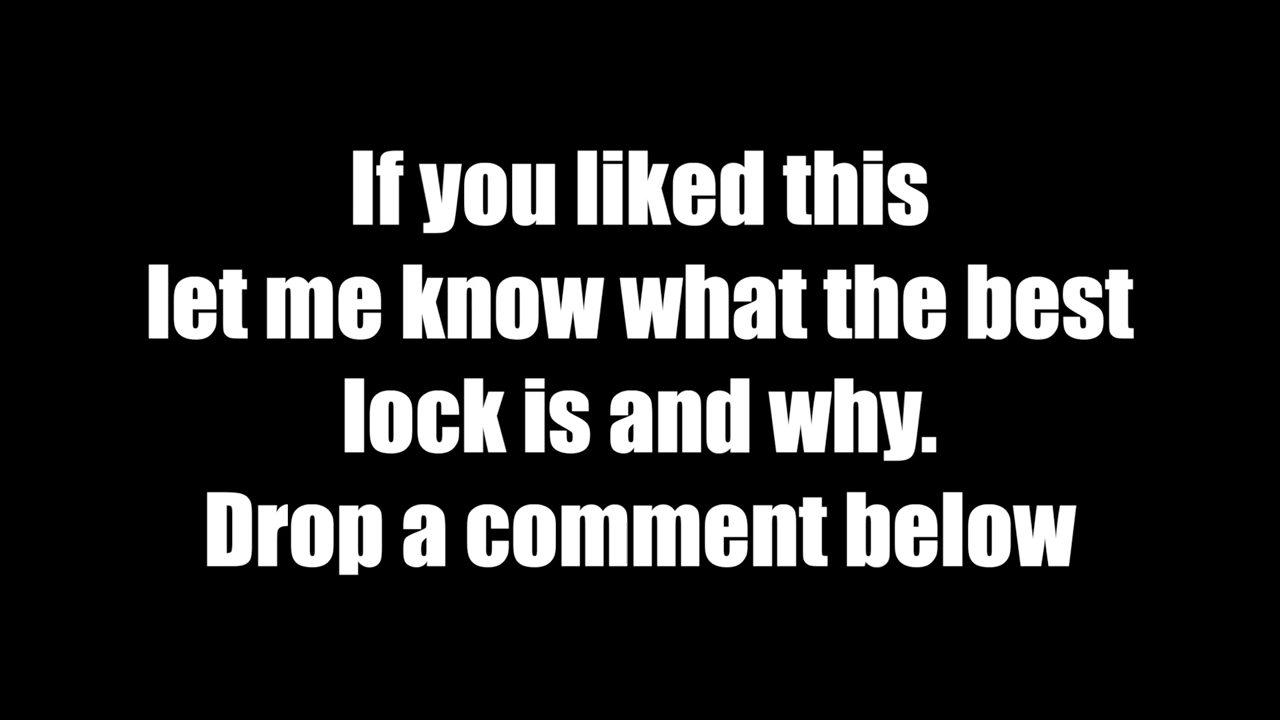 If you liked this
let me know what the best
lock is and why.
Drop a comment below